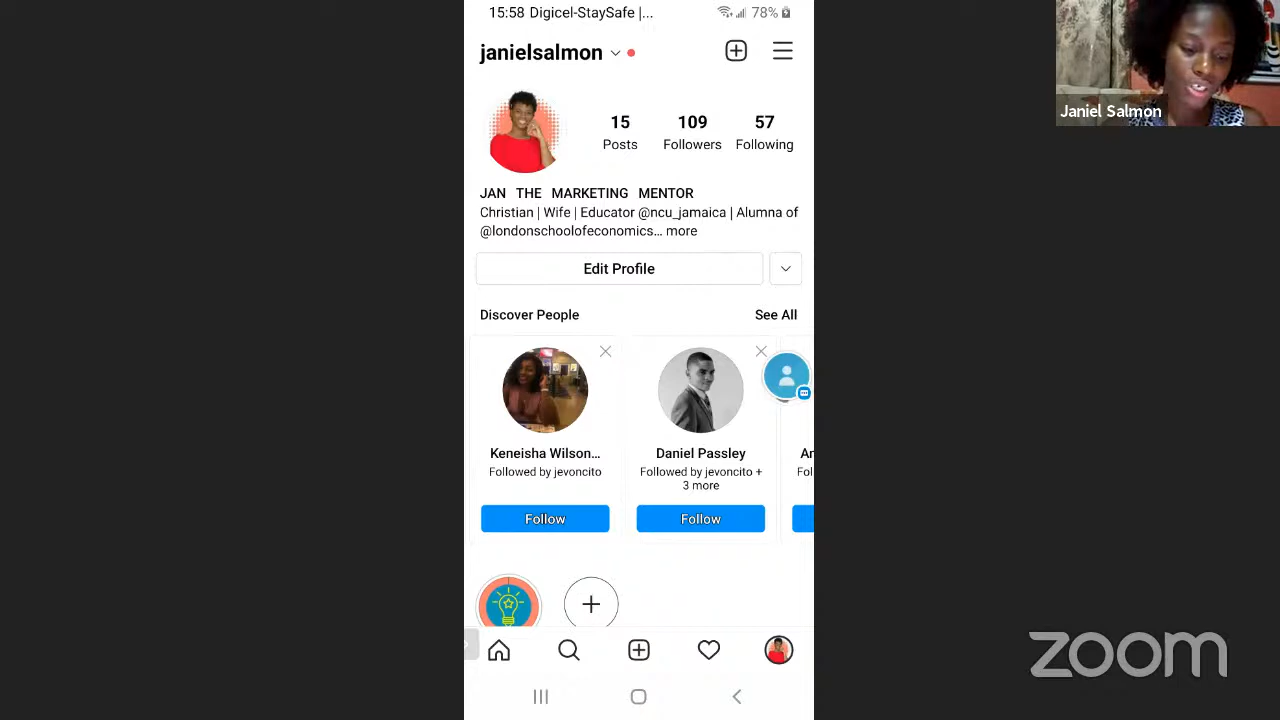 15:58 Digicel-StaySafe |...
78%
janielsalmon
15 109 57
Posts Followers Following
JAN THE MARKETING MENTOR
Christian | Wife | Educator @ncu_jamaica | Alumna of
@londonschoolofeconomics... more
Edit Profile
Discover People See All
Keneisha Wilson...
Followed by jevoncito
Follow
Daniel Passley
Followed by jevoncito +
3 more
Follow
Ar
Fol
Janiel Salmon
zoom